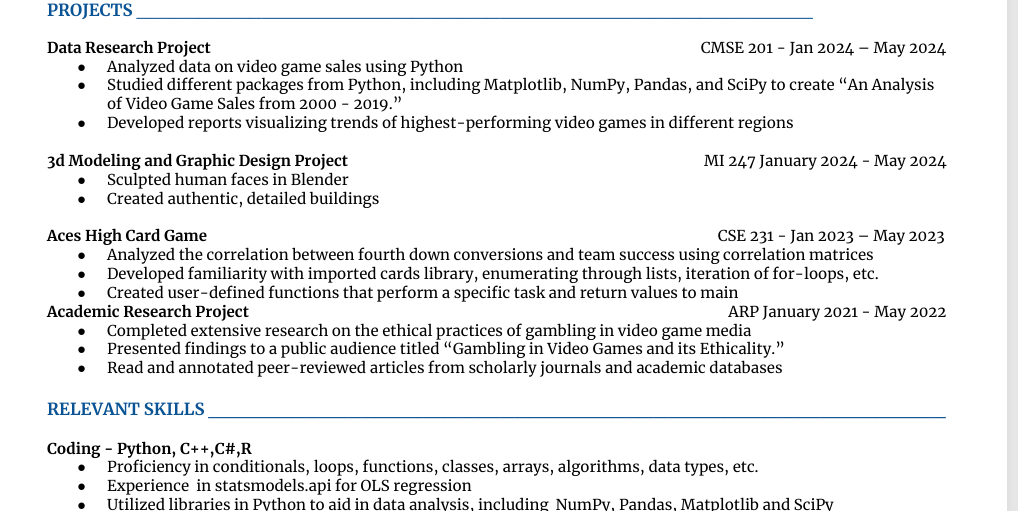 PROJECTS
Data Research Project CMSE 201 - Jan 2024 – May 2024
● Analyzed data on video game sales using Python
● Studied different packages from Python, including Matplotlib, NumPy, Pandas, and SciPy to create “An Analysis
of Video Game Sales from 2000 - 2019.”
● Developed reports visualizing trends of highest-performing video games in different regions
3d Modeling and Graphic Design Project MI 247 January 2024 - May 2024
● Sculpted human faces in Blender
● Created authentic, detailed buildings
Aces High Card Game CSE 231 - Jan 2023 – May 2023
● Analyzed the correlation between fourth down conversions and team success using correlation matrices
● Developed familiarity with imported cards library, enumerating through lists, iteration of for-loops, etc.
● Created user-defined functions that perform a specific task and return values to main
Academic Research Project ARP January 2021 - May 2022
● Completed extensive research on the ethical practices of gambling in video game media
● Presented findings to a public audience titled “Gambling in Video Games and its Ethicality.”
● Read and annotated peer-reviewed articles from scholarly journals and academic databases
RELEVANT SKILLS
Coding - Python, C++,C#,R
● Proficiency in conditionals, loops, functions, classes, arrays, algorithms, data types, etc.
● Experience in statsmodels.api for OLS regression
● Utilized libraries in Python to aid in data analysis, including NumPy, Pandas, Matplotlib and SciPy